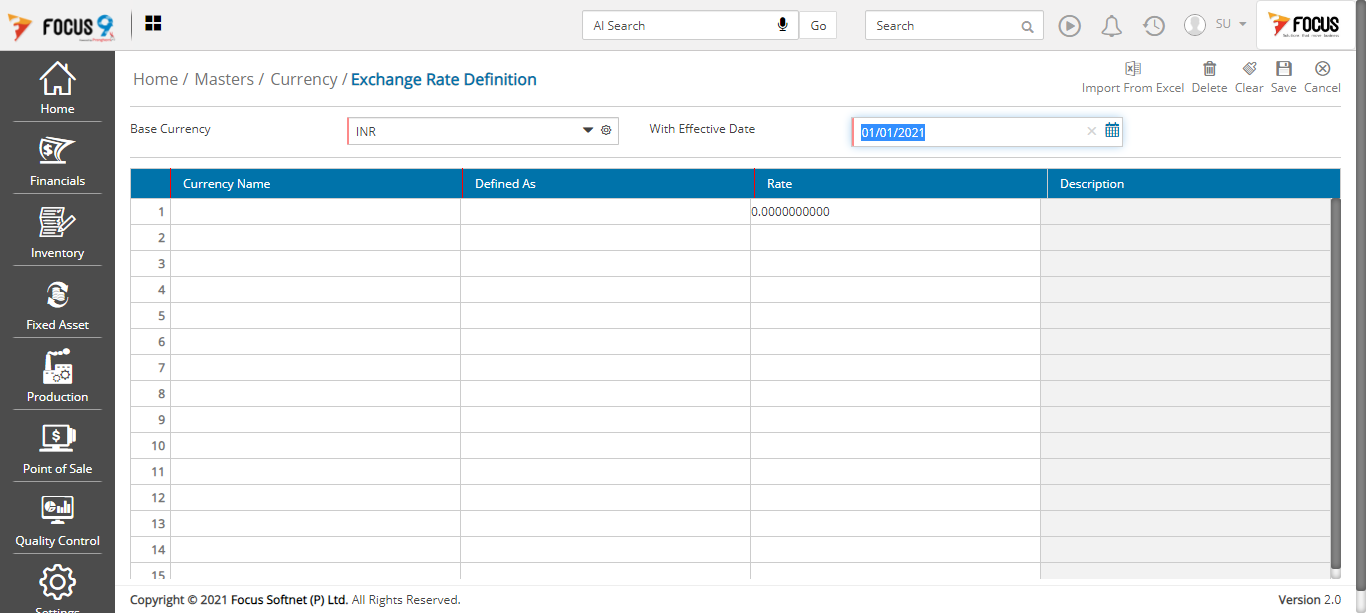 FOCUS 9
AI Search
Go
Search
SU
FOCUS
Home / Masters / Currency / Exchange Rate Definition
Import From Excel Delete Clear Save Cancel
Base Currency
INR
With Effective Date
01/01/2021
Currency Name Defined As Rate Description
1 0.0000000000
2
3
4
5
6
7
8
9
10
11
12
13
14
15
Home
Financials
Inventory
Fixed Asset
Production
Point of Sale
Quality Control
Settings
Copyright © 2021 Focus Softnet (P) Ltd. All Rights Reserved.
Version 2.0